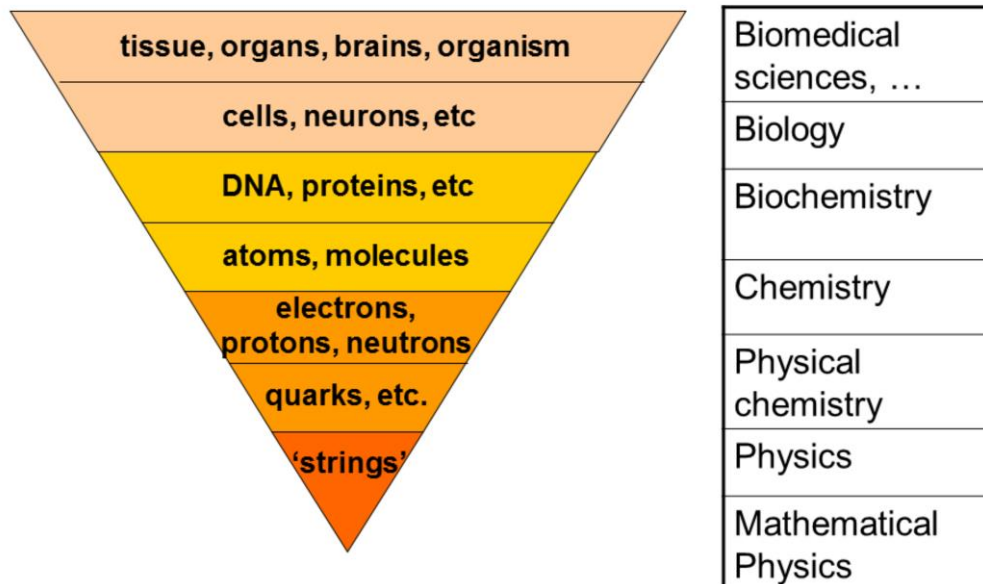 tissue, organs, brains, organism
cells, neurons, etc
DNA, proteins, etc
atoms, molecules
electrons,
protons, neutrons
quarks, etc.
‘strings’
Biomedical
sciences, …
Biology
Biochemistry
Chemistry
Physical
chemistry
Physics
Mathematical
Physics